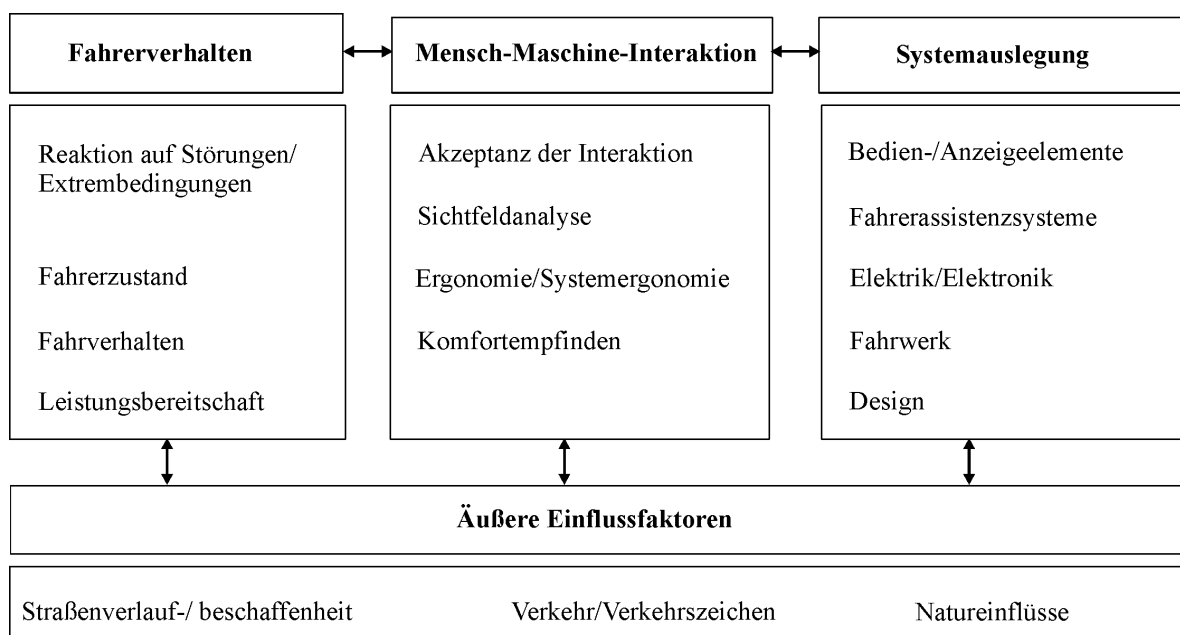 Fahrerverhalten
Mensch-Maschine-Interaktion
Systemauslegung
Reaktion auf Störungen/
Extrembedingungen
Fahrerzustand
Fahrverhalten
Leistungsbereitschaft
Akzeptanz der Interaktion
Sichtfeldanalyse
Ergonomie/Systemergonomie
Komfortempfinden
Bedien-/Anzeigeelemente
Fahrerassistenzsysteme
Elektrik/Elektronik
Fahrwerk
Design
Äußere Einflussfaktoren
Straßenverlauf-/ beschaffenheit
Verkehr/Verkehrszeichen
Natureinflüsse